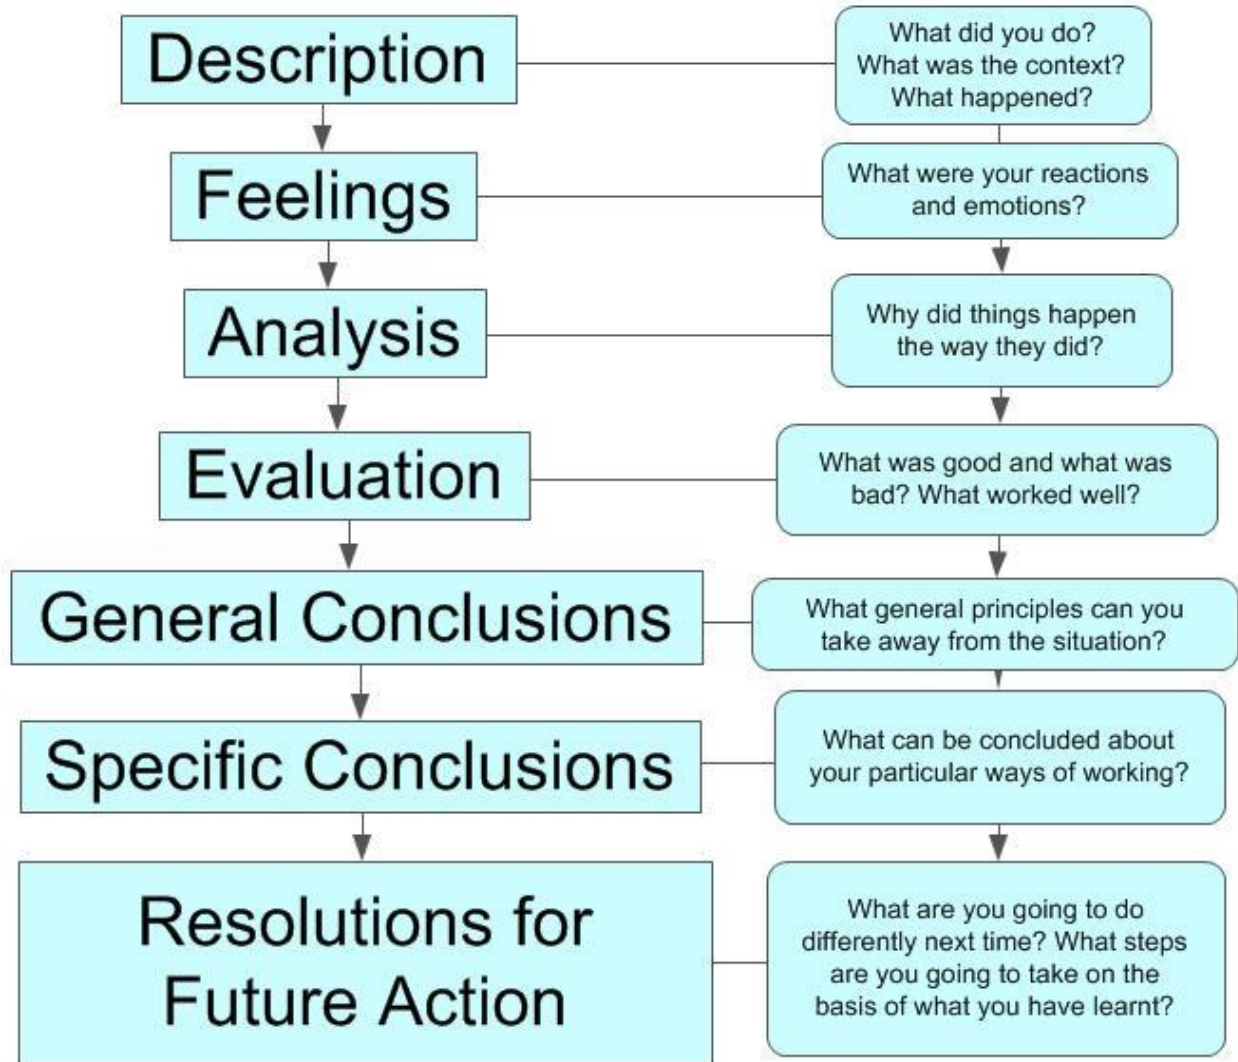 Description
What did you do?
What was the context?
What happened?
Feelings
What were your reactions
and emotions?
Analysis
Why did things happen
the way they did?
Evaluation
What was good and what was
bad? What worked well?
General Conclusions
What general principles can you
take away from the situation?
Specific Conclusions
What can be concluded about
your particular ways of working?
Resolutions for
Future Action
What are you going to do
differently next time? What steps
are you going to take on the
basis of what you have learnt?